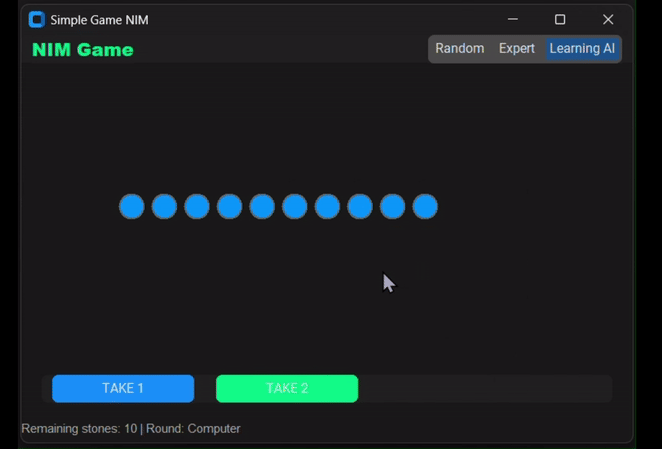 Simple Game NIM
NIM Game
Random Expert Learning AI
TAKE 1 TAKE 2
Remaining stones: 10 | Round: Computer